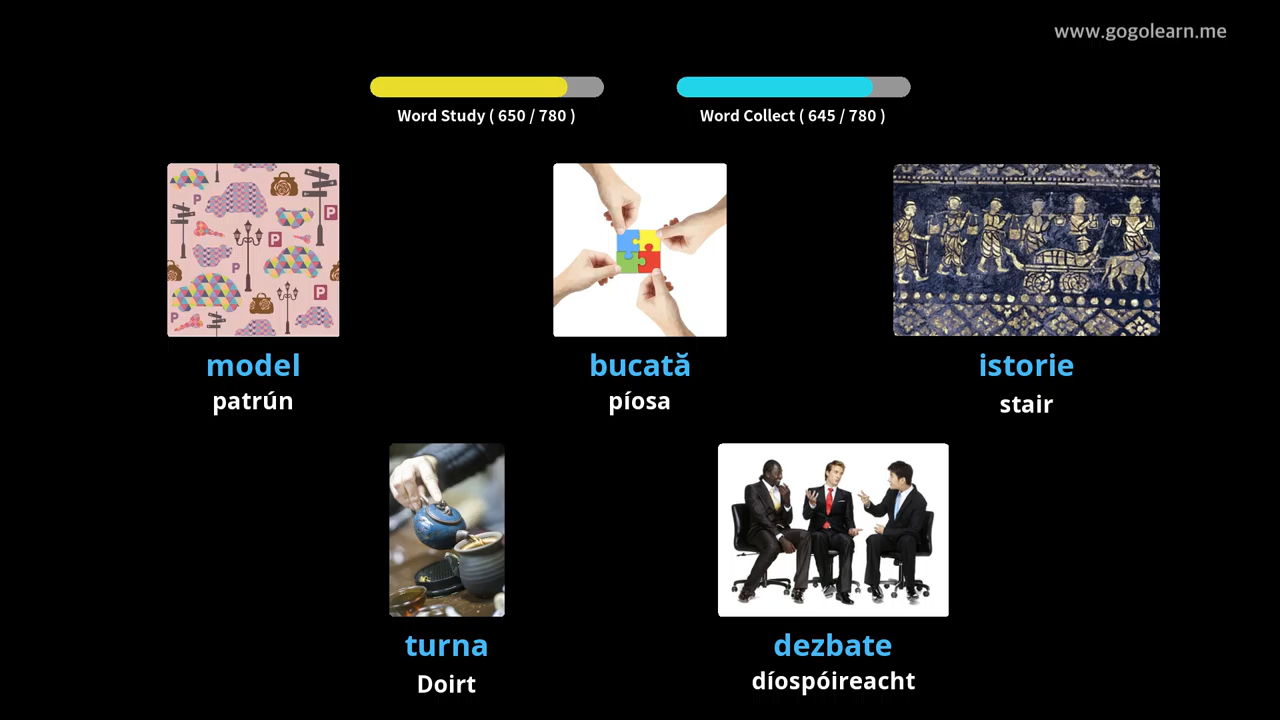 www.gogolearn.me
Word Study ( 650 / 780 )
Word Collect ( 645 / 780 )
P
P
P
P
P
P
model
patrún
bucată
píosa
istorie
stair
turna
Doirt
dezbate
díospóireacht